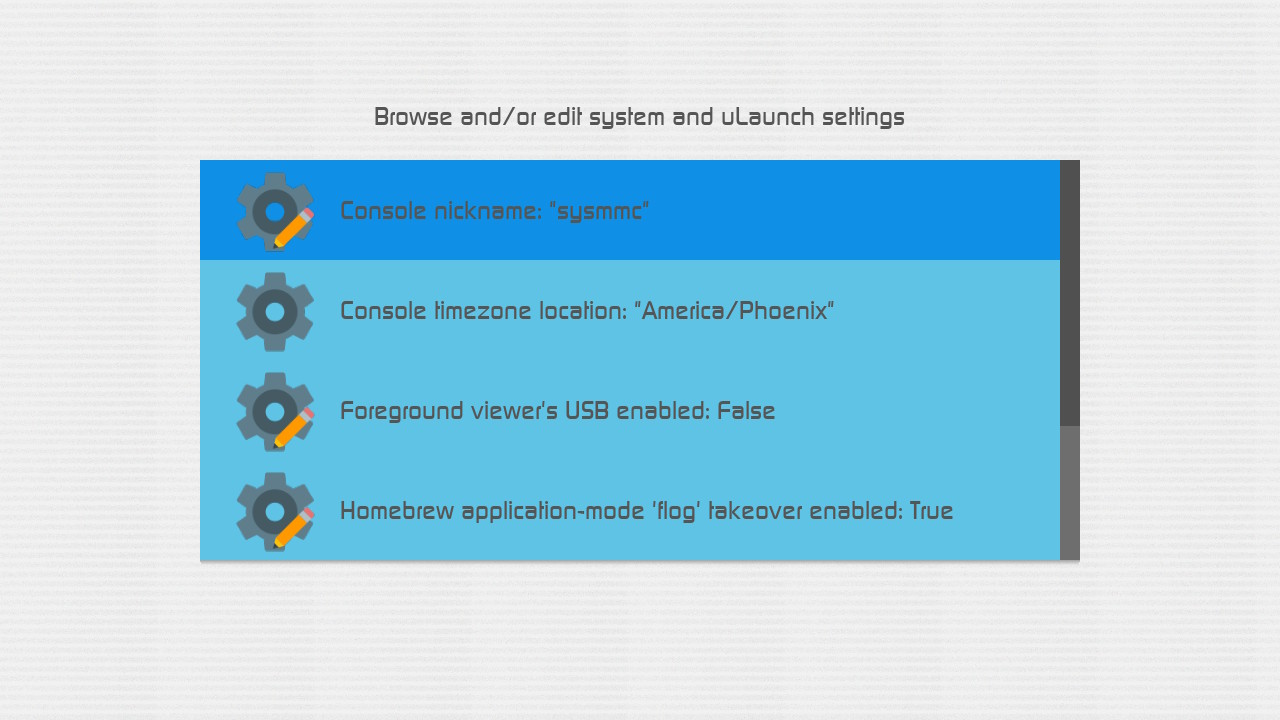 Browse and/or edit system and uLaunch settings
Console nickname: "sysmmc"
Console timezone location: "America/Phoenix"
Foreground viewer's USB enabled: False
Homebrew application-mode 'flog' takeover enabled: True